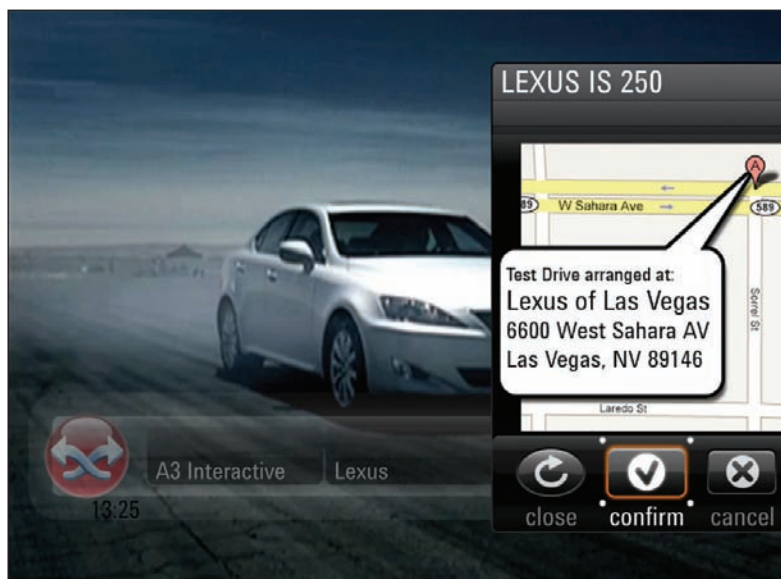 LEXUS IS 250
A
89
W Sahara Ave
589
Test Drive arranged at:
Lexus of Las Vegas
6600 West Sahara AV
Las Vegas, NV 89146
Sorrel St
Laredo St
A3 Interactive
Lexus
13:25
close
confirm
cancel